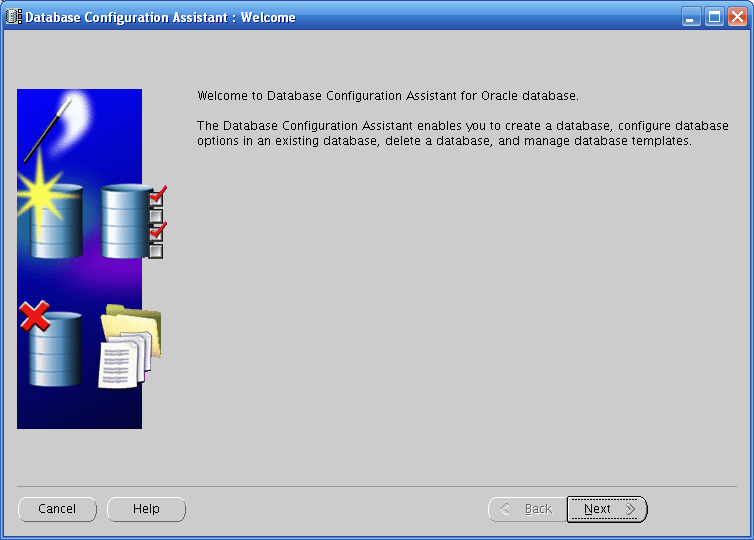 Database Configuration Assistant : Welcome
Welcome to Database Configuration Assistant for Oracle database.
The Database Configuration Assistant enables you to create a database, configure database
options in an existing database, delete a database, and manage database templates.
Cancel
Help
Back
Next